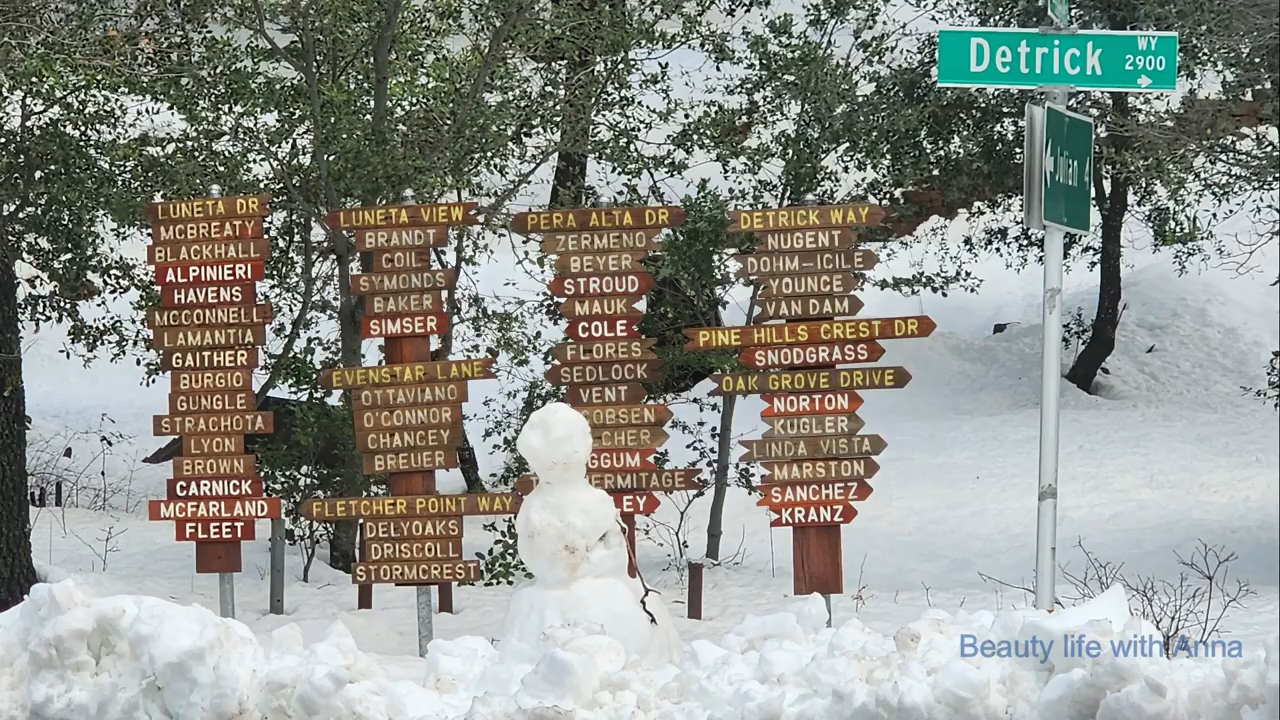 LUNETA DR
MCBREATY
BLACKHALL
ALPINIERI
HAVENS
MCCONNELL
LAMANTIA
GAITHER
BURGIO
GUNGLE
STRACHOTA
LYON
BROWN
CARNICK
MCFARLAND
FLEET
LUNETA VIEW
BRANDT
COIL
SYMONDS
BAKER
SIMSER
EVENSTAR LANE
OTTAVIANO
O'CONNOR
CHANCEY
BREUER
FLETCHER POINT WAY
DELYOAKS
DRISCOLL
STORMCREST
PERA ALTA DR
ZERMENO
BEYER
STROUD
MAUK
COLE
FLORES
SEDLOCK
VENT
DETRICK WAY
NUGENT
DOHM-ICILE
YOUNCE
VAN DAM
PINE HILLS CREST DR
SNODGRASS
OAK GROVE DRIVE
NORTON
KUGLER
LINDA VISTA
MARSTON
SANCHEZ
KRANZ
Detrick WY
2900
Julian 4
Beauty life with Anna